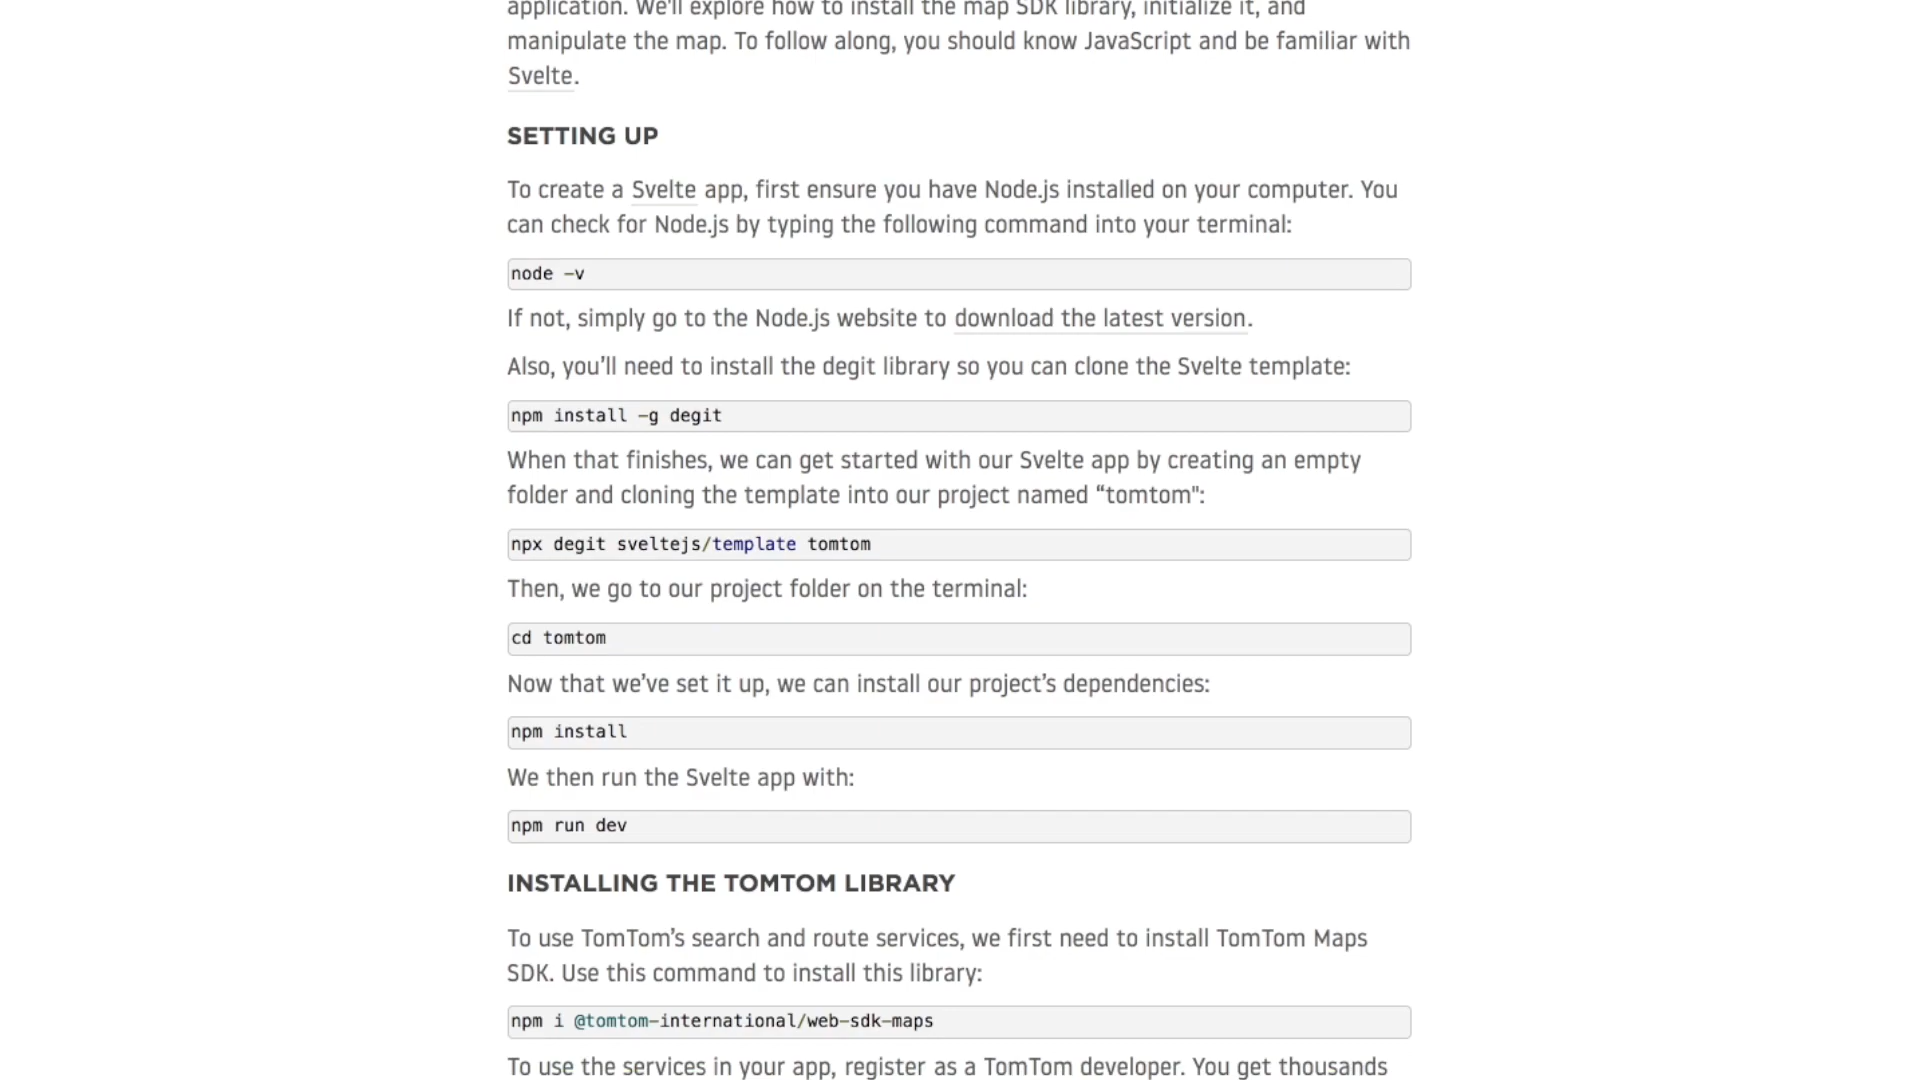 application. We'll explore how to install the map SDK library, initialize it, and
manipulate the map. To follow along, you should know JavaScript and be familiar with
Svelte.
SETTING UP
To create a Svelte app, first ensure you have Node.js installed on your computer. You
can check for Node.js by typing the following command into your terminal:
node -v
If not, simply go to the Node.js website to download the latest version.
Also, you’ll need to install the degit library so you can clone the Svelte template:
npm install -g degit
When that finishes, we can get started with our Svelte app by creating an empty
folder and cloning the template into our project named “tomtom":
npx degit sveltejs/template tomtom
Then, we go to our project folder on the terminal:
cd tomtom
Now that we’ve set it up, we can install our project’s dependencies:
npm install
We then run the Svelte app with:
npm run dev
INSTALLING THE TOMTOM LIBRARY
To use TomTom’s search and route services, we first need to install TomTom Maps
SDK. Use this command to install this library:
npm i @tomtom-international/web-sdk-maps
To use the services in your app, register as a TomTom developer. You get thousands